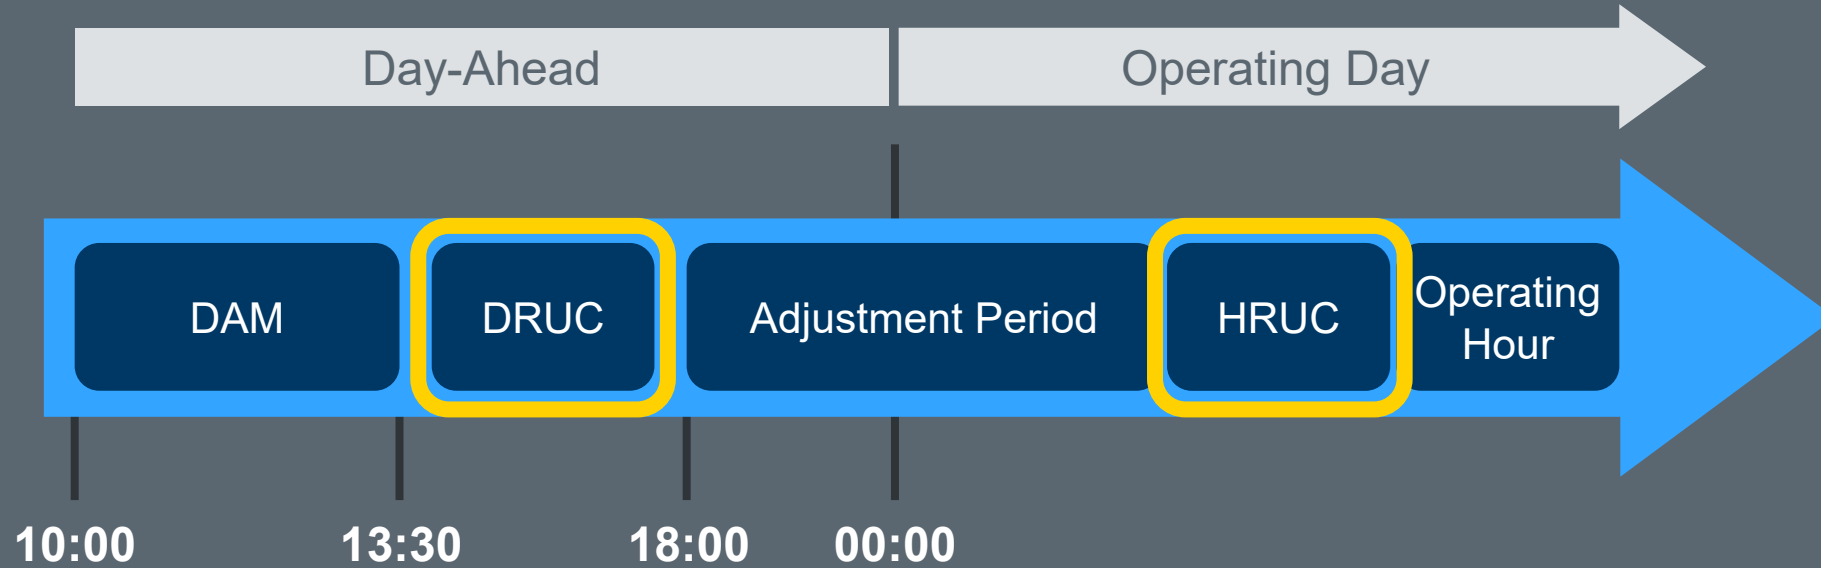 Day-Ahead
Operating Day
DAM
DRUC
Adjustment Period
HRUC
Operating
Hour
10:00
13:30
18:00
00:00